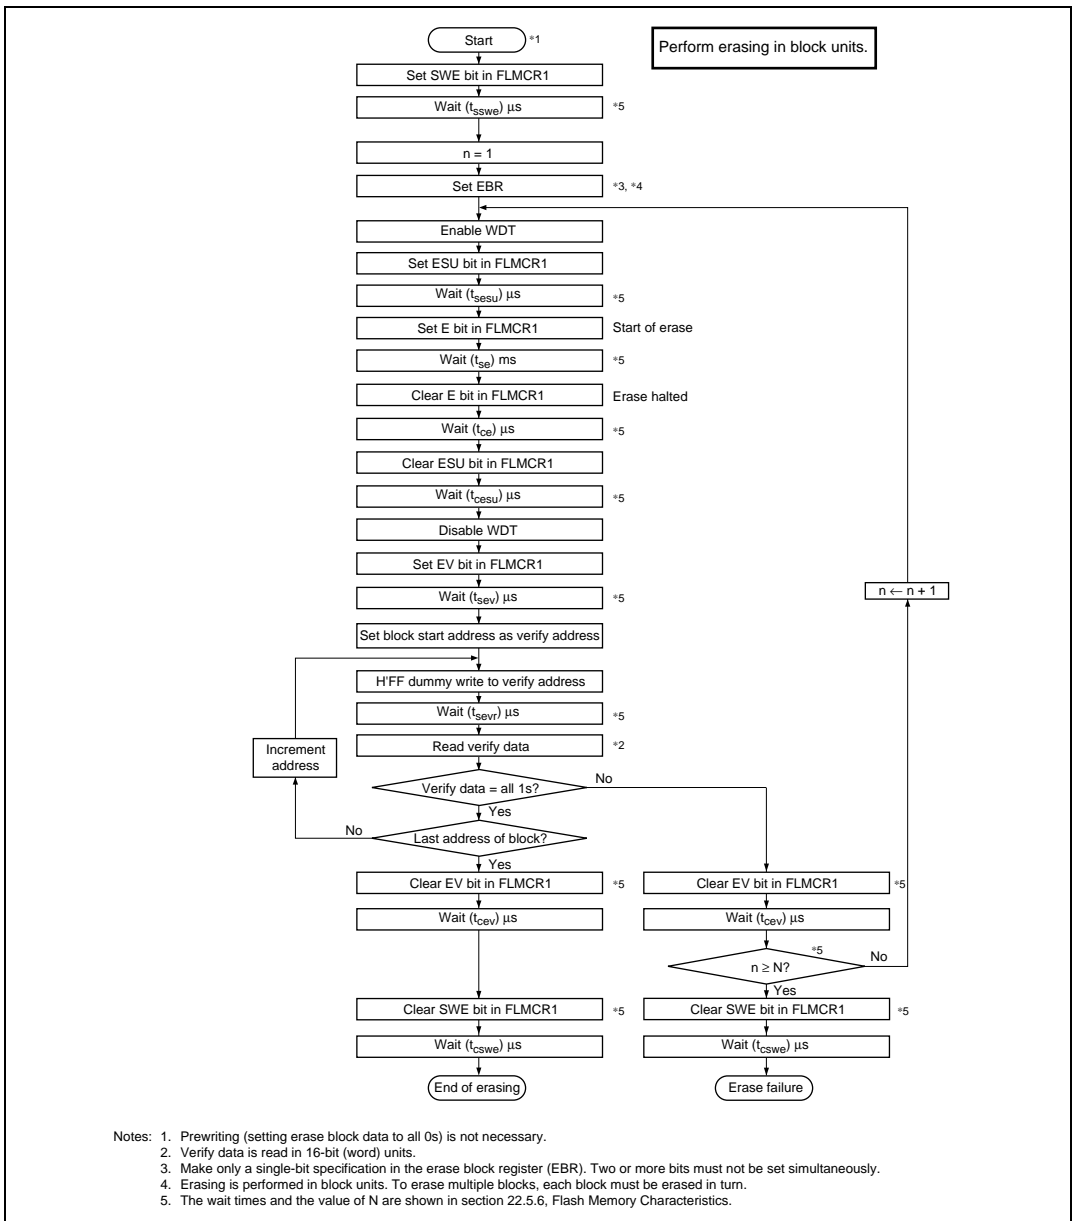 Start *1
Perform erasing in block units.
Set SWE bit in FLMCR1
Wait (tsswe) μs *5
n = 1
Set EBR *3, *4
Enable WDT
Set ESU bit in FLMCR1
Wait (tsesu) μs *5
Set E bit in FLMCR1 Start of erase
Wait (tse) ms *5
Clear E bit in FLMCR1 Erase halted
Wait (tce) μs *5
Clear ESU bit in FLMCR1
Wait (tcesu) μs *5
Disable WDT
Set EV bit in FLMCR1
Wait (tsev) μs *5
n ← n + 1
Set block start address as verify address
H'FF dummy write to verify address
Wait (tsevr) μs *5
Read verify data *2
Increment
address
Verify data = all 1s?
No
Yes
Last address of block?
No
Yes
Clear EV bit in FLMCR1 *5
Clear EV bit in FLMCR1 *5
Wait (tcev) μs
Wait (tcev) μs
n ≥ N? *5
No
Yes
Clear SWE bit in FLMCR1 *5
Clear SWE bit in FLMCR1 *5
Wait (tcswe) μs
Wait (tcswe) μs
End of erasing
Erase failure
Notes: 1. Prewriting (setting erase block data to all 0s) is not necessary.
2. Verify data is read in 16-bit (word) units.
3. Make only a single-bit specification in the erase block register (EBR). Two or more bits must not be set simultaneously.
4. Erasing is performed in block units. To erase multiple blocks, each block must be erased in turn.
5. The wait times and the value of N are shown in section 22.5.6, Flash Memory Characteristics.